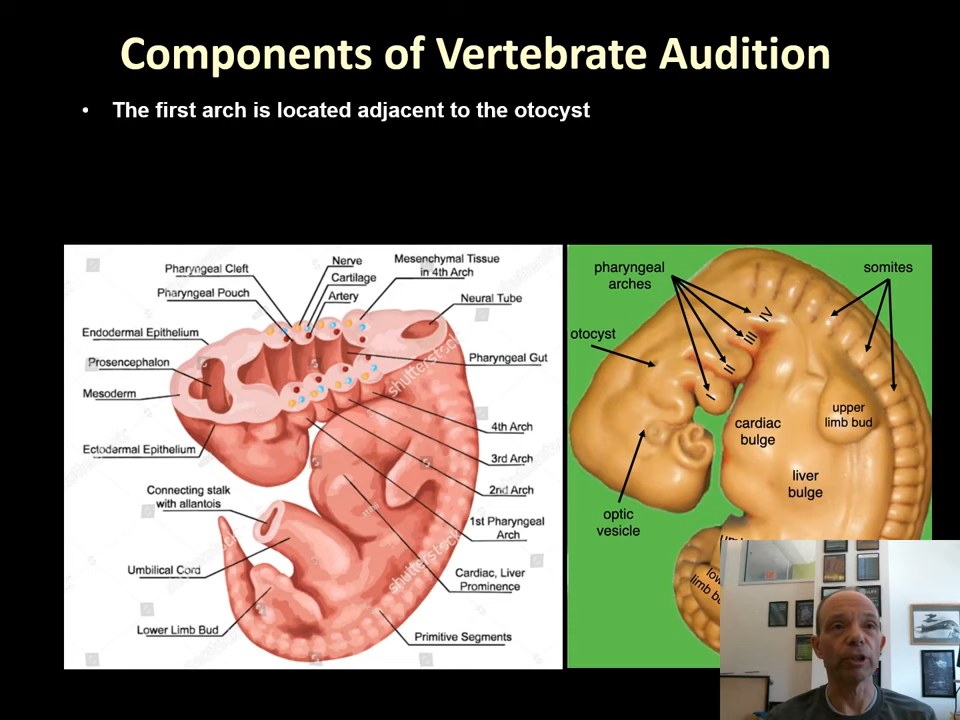 Components of Vertebrate Audition
• The first arch is located adjacent to the otocyst
Pharyngeal Cleft
Pharyngeal Pouch
Nerve
Cartilage
Artery
Mesenchymal Tissue
in 4th Arch
Neural Tube
Endodermal Epithelium
Prosencephalon
Mesoderm
Ectodermal Epithelium
Pharyngeal Gut
4th Arch
3rd Arch
2nd Arch
1st Pharyngeal
Arch
Connecting stalk
with allantois
Umbilical Cord
Lower Limb Bud
Cardiac, Liver
Prominence
Primitive Segments
shutterstock
shutterstock
pharyngeal
arches
somites
otocyst
IV
III
II
I
upper
limb bud
cardiac
bulge
liver
bulge
optic
vesicle
limb